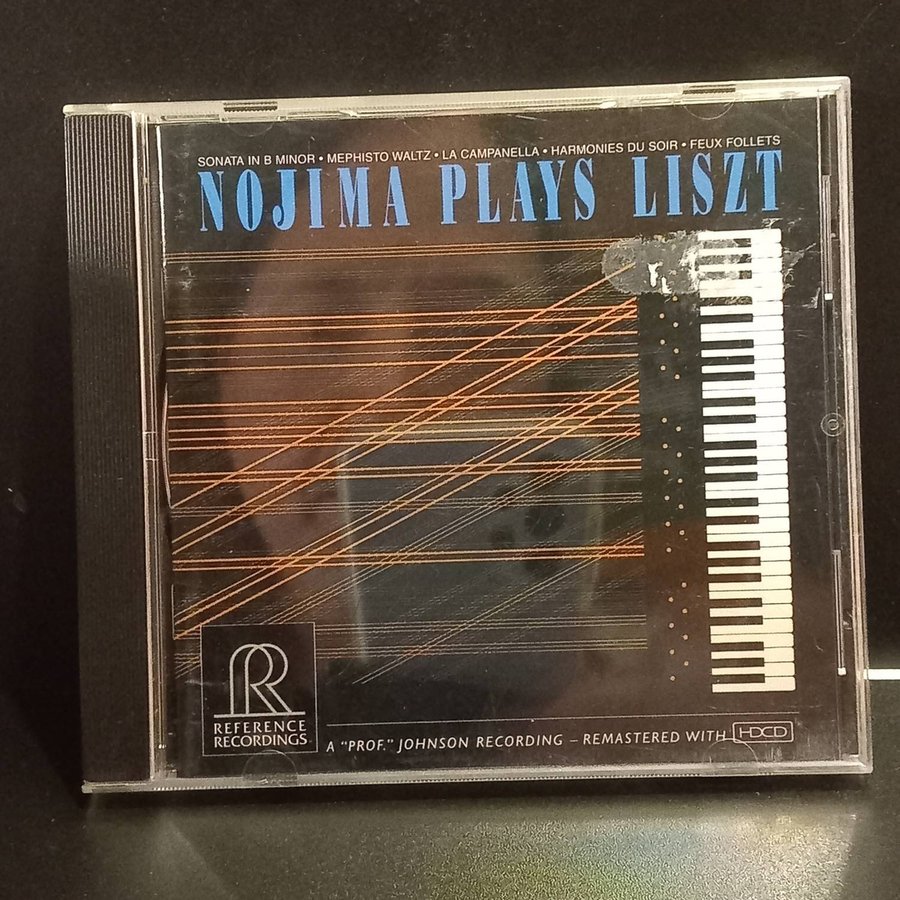 SONATA IN B MINOR • MEPHISTO WALTZ • LA CAMPANELLA • HARMONIES DU SOIR • FEUX FOLLETS
NOJIMA PLAYS LISZT
R
REFERENCE
RECORDINGS
A "PROF." JOHNSON RECORDING – REMASTERED WITH HDCD